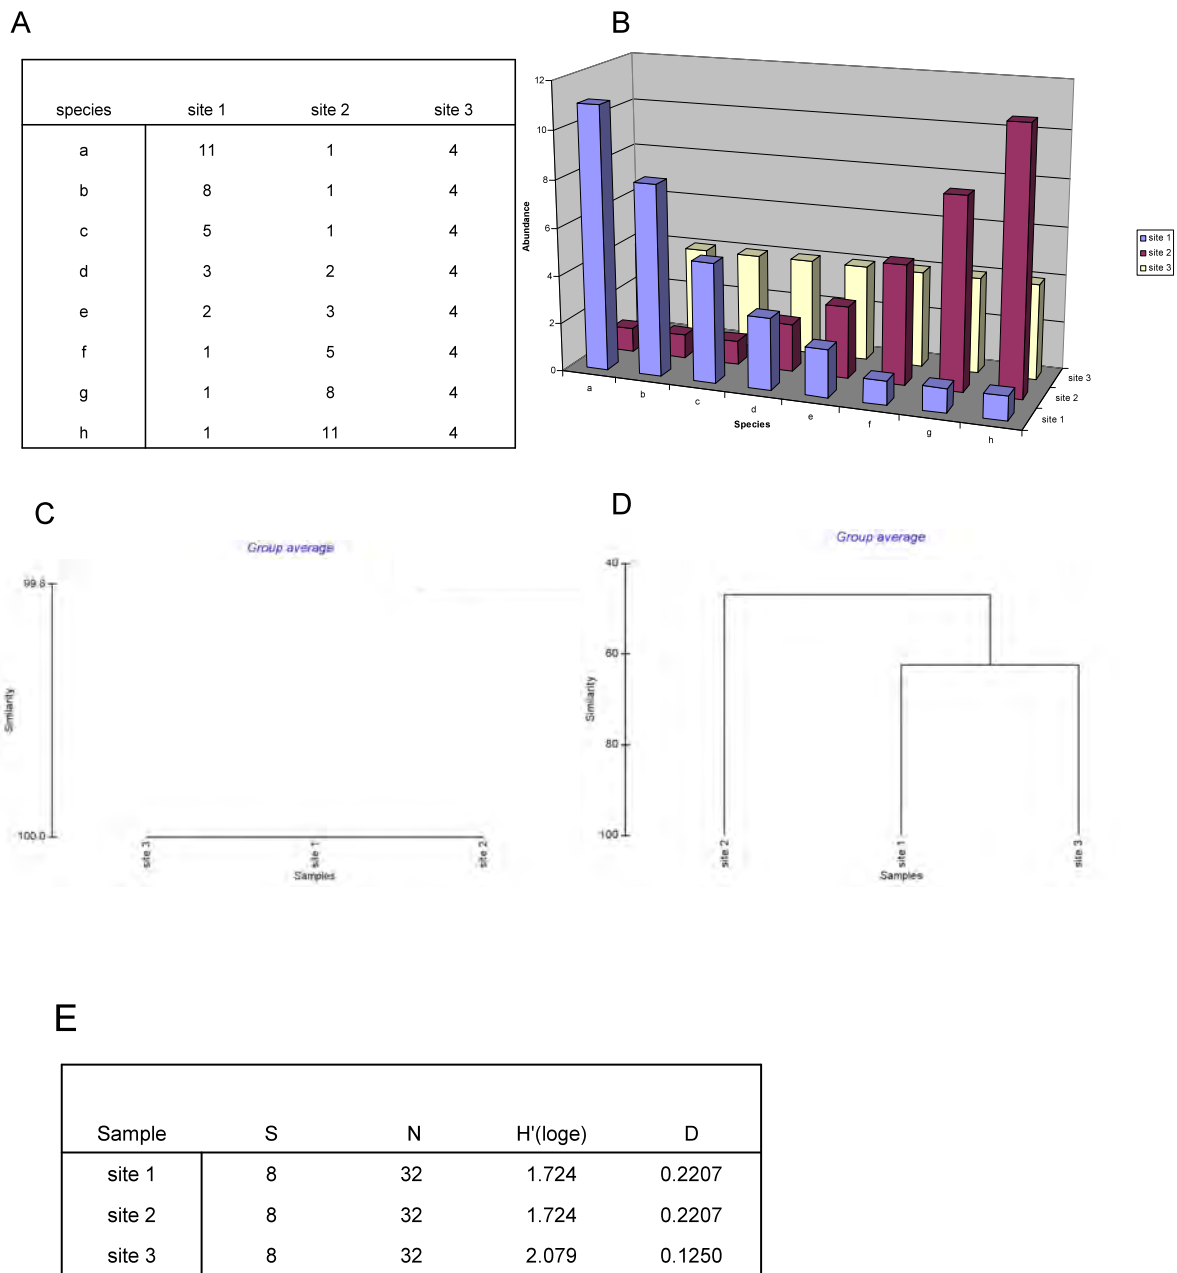 A
species site 1 site 2 site 3
a 11 1 4
b 8 1 4
c 5 1 4
d 3 2 4
e 2 3 4
f 1 5 4
g 1 8 4
h 1 11 4
B
12
10
8
6
4
2
0
Abundance
a b c d e f g h
Species
site 1
site 2
site 3
site 1
site 2
site 3
C
Group average
99.8
100.0
Similarity
site 3 site 1 site 2
Samples
D
Group average
40
60
80
100
Similarity
site 2 site 1 site 3
Samples
E
Sample S N H'(loge) D
site 1 8 32 1.724 0.2207
site 2 8 32 1.724 0.2207
site 3 8 32 2.079 0.1250